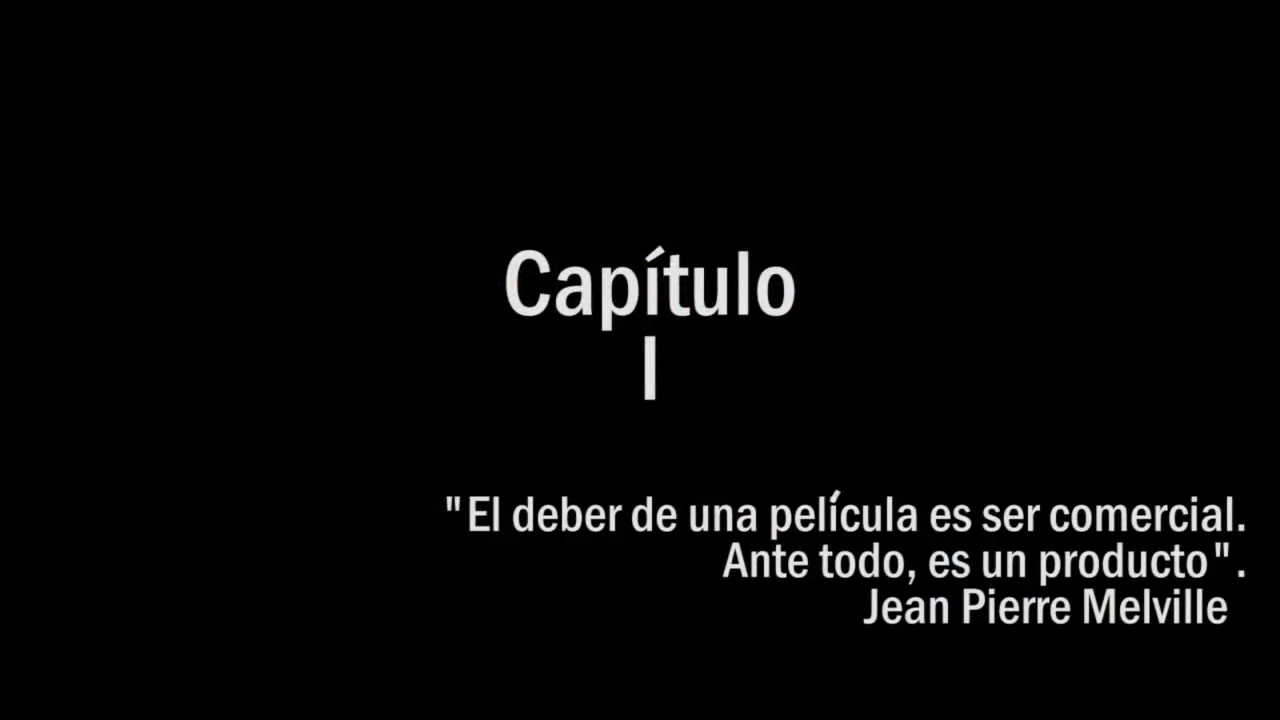 Capítulo
I
"El deber de una película es ser comercial.
Ante todo, es un producto".
Jean Pierre Melville